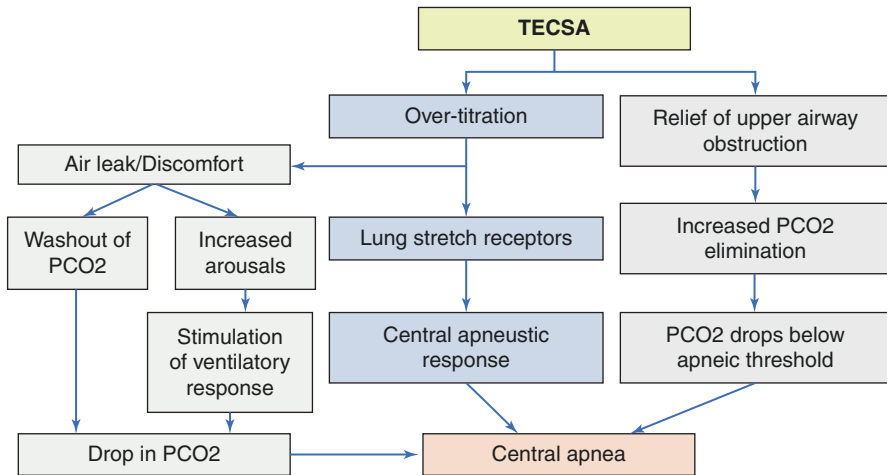 TECSA
Over-titration
Relief of upper airway
obstruction
Air leak/Discomfort
Washout of
PCO2
Increased
arousals
Lung stretch receptors
Increased PCO2
elimination
Stimulation
of ventilatory
response
Central apneustic
response
PCO2 drops below
apneic threshold
Drop in PCO2
Central apnea